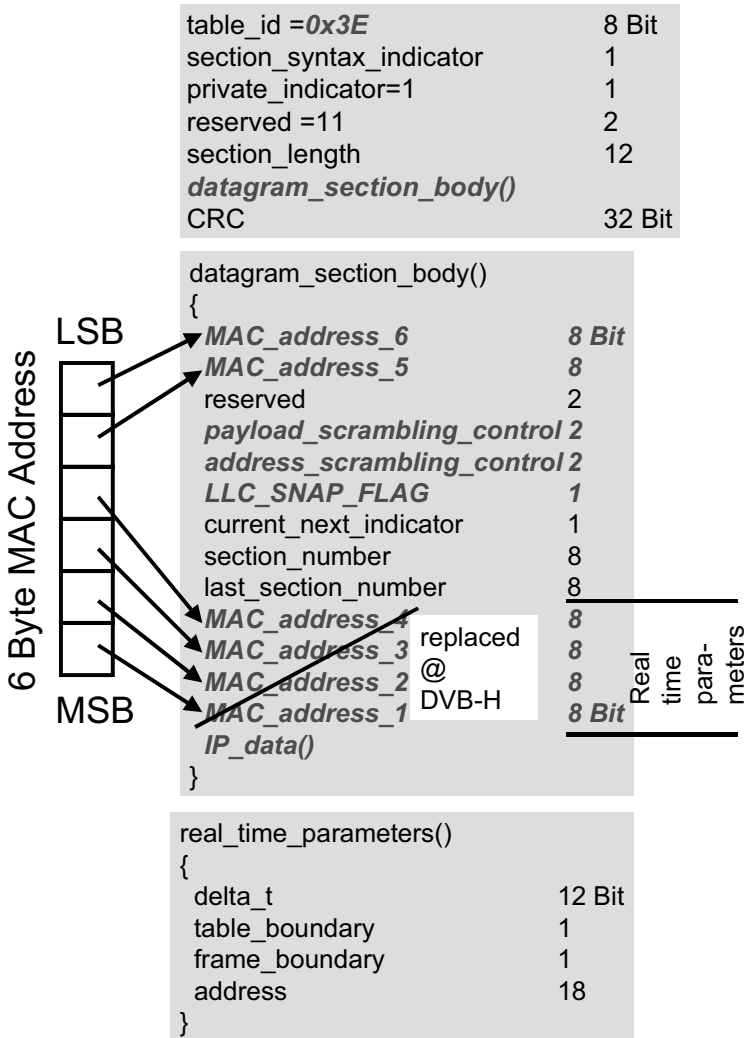 table_id =0x3E 8 Bit
section_syntax_indicator 1
private_indicator=1 1
reserved =11 2
section_length 12
datagram_section_body()
CRC 32 Bit
datagram_section_body()
{
LSB
MAC_address_6 8 Bit
MAC_address_5 8
reserved 2
payload_scrambling_control 2
address_scrambling_control 2
LLC_SNAP_FLAG 1
current_next_indicator 1
section_number 8
last_section_number 8
MAC_address_4 8
MAC_address_3 8
MAC_address_2 8
MAC_address_1 8 Bit
IP_data()
}
6 Byte MAC Address
MSB
replaced
@
DVB-H
Real
time
para-
meters
real_time_parameters()
{
delta_t 12 Bit
table_boundary 1
frame_boundary 1
address 18
}